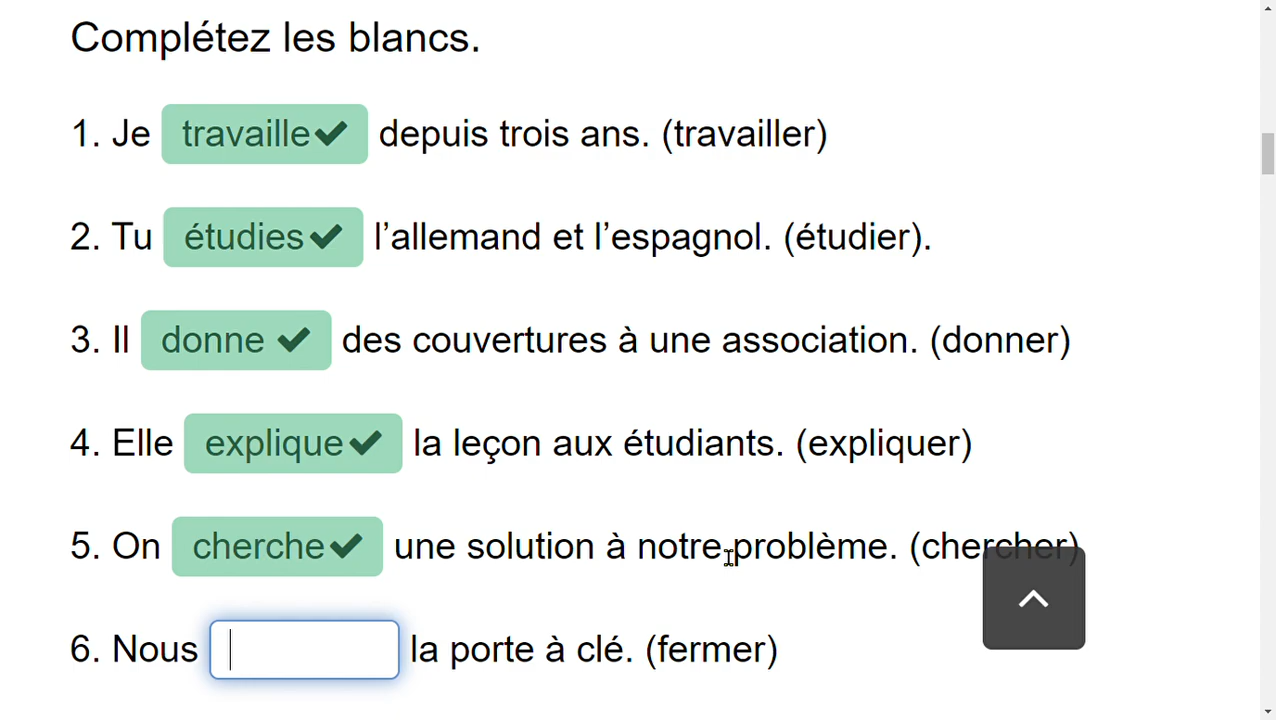 Complétez les blancs.
1. Je travaille✔ depuis trois ans. (travailler)
2. Tu étudies✔ l’allemand et l’espagnol. (étudier).
3. Il donne ✔ des couvertures à une association. (donner)
4. Elle explique✔ la leçon aux étudiants. (expliquer)
5. On cherche✔ une solution à notre problème. (chercher)
6. Nous la porte à clé. (fermer)